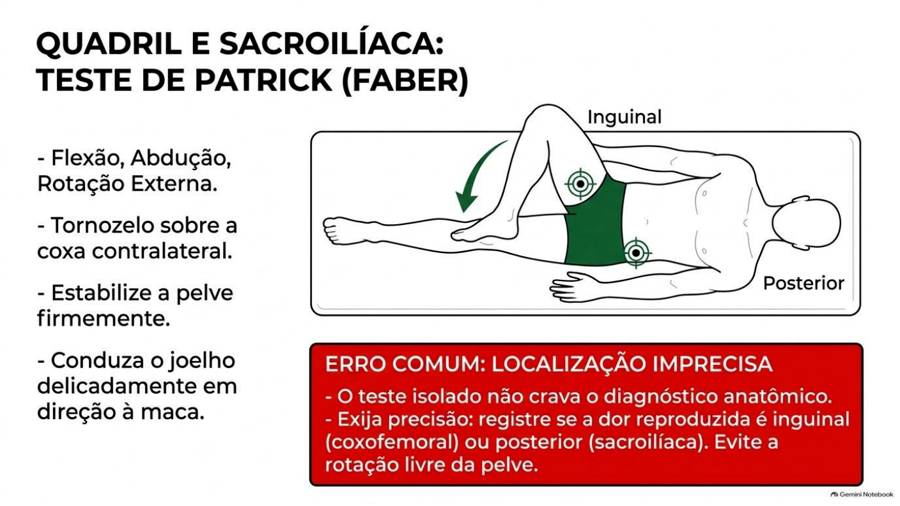 QUADRIL E SACROILÍACA:
TESTE DE PATRICK (FABER)
- Flexão, Abdução,
Rotação Externa.
- Tornozelo sobre a
coxa contralateral.
- Estabilize a pelve
firmemente.
- Conduza o joelho
delicadamente em
direção à maca.
Inguinal
Posterior
ERRO COMUM: LOCALIZAÇÃO IMPRECISA
- O teste isolado não crava o diagnóstico anatômico.
- Exija precisão: registre se a dor reproduzida é inguinal
(coxofemoral) ou posterior (sacroilíaca). Evite a
rotação livre da pelve.
Gemini Notebook